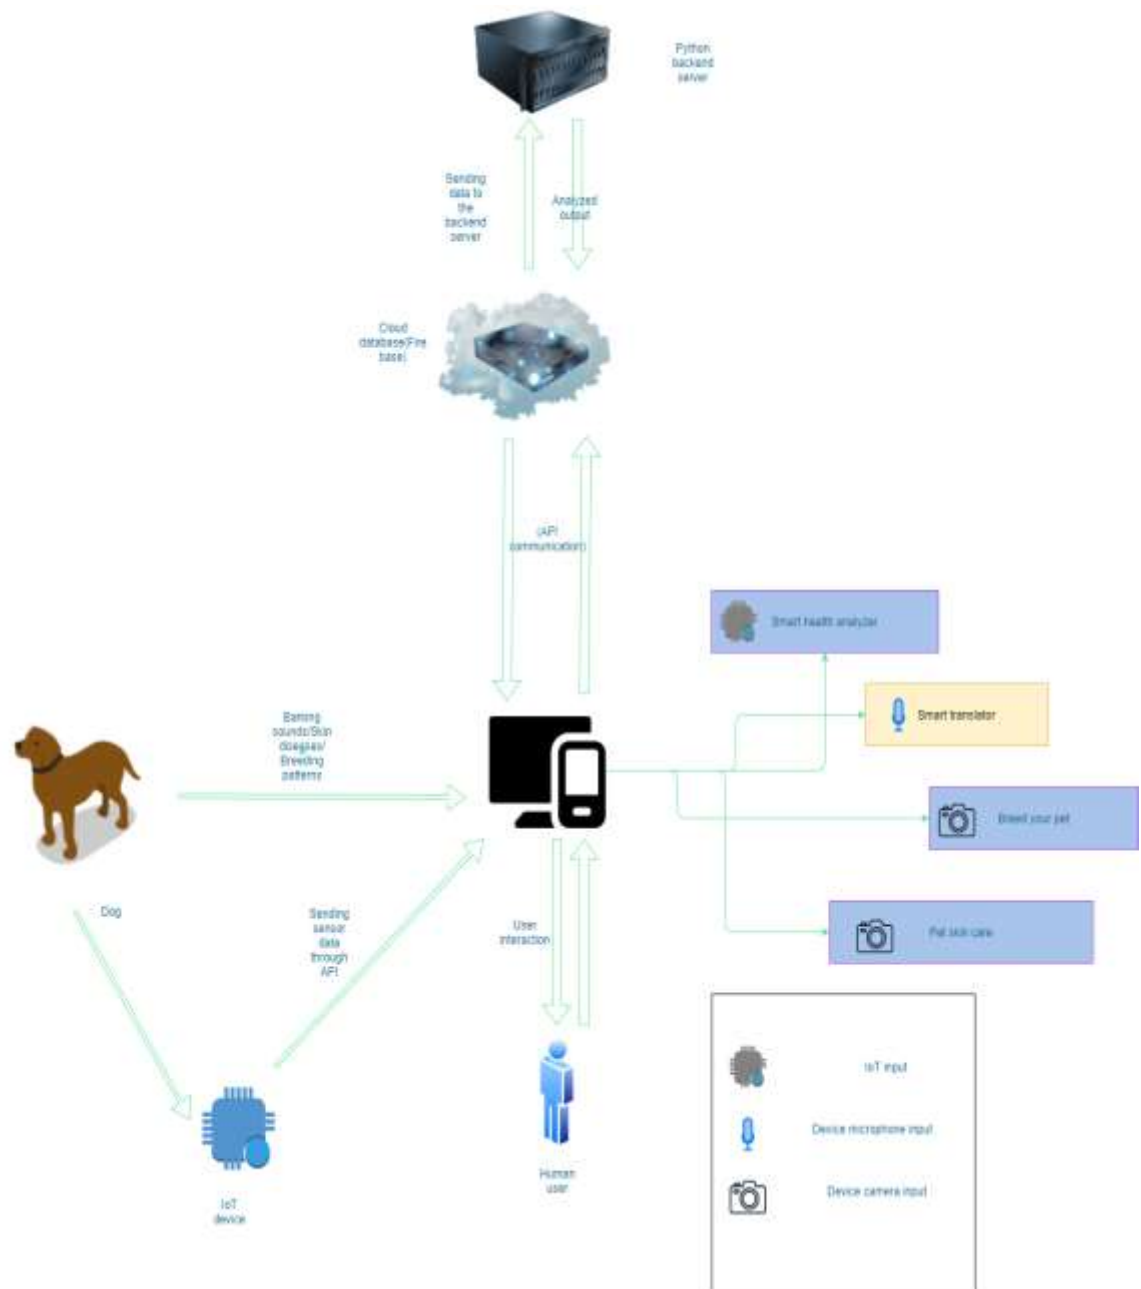 Python
backend
server
Sending
data to
the
backend
server
Analyzed
output
Cloud
database(Fire
base)
(API
communication)
Smart health analyzer
Smart translator
Breed your pet
Pet skin care
Barking
sounds/Skin
/
Breeding
patterns
Dog
Sending
sensor
data
through
API
User
interaction
IoT
device
Human
user
IoT input
Device microphone input
Device camera input